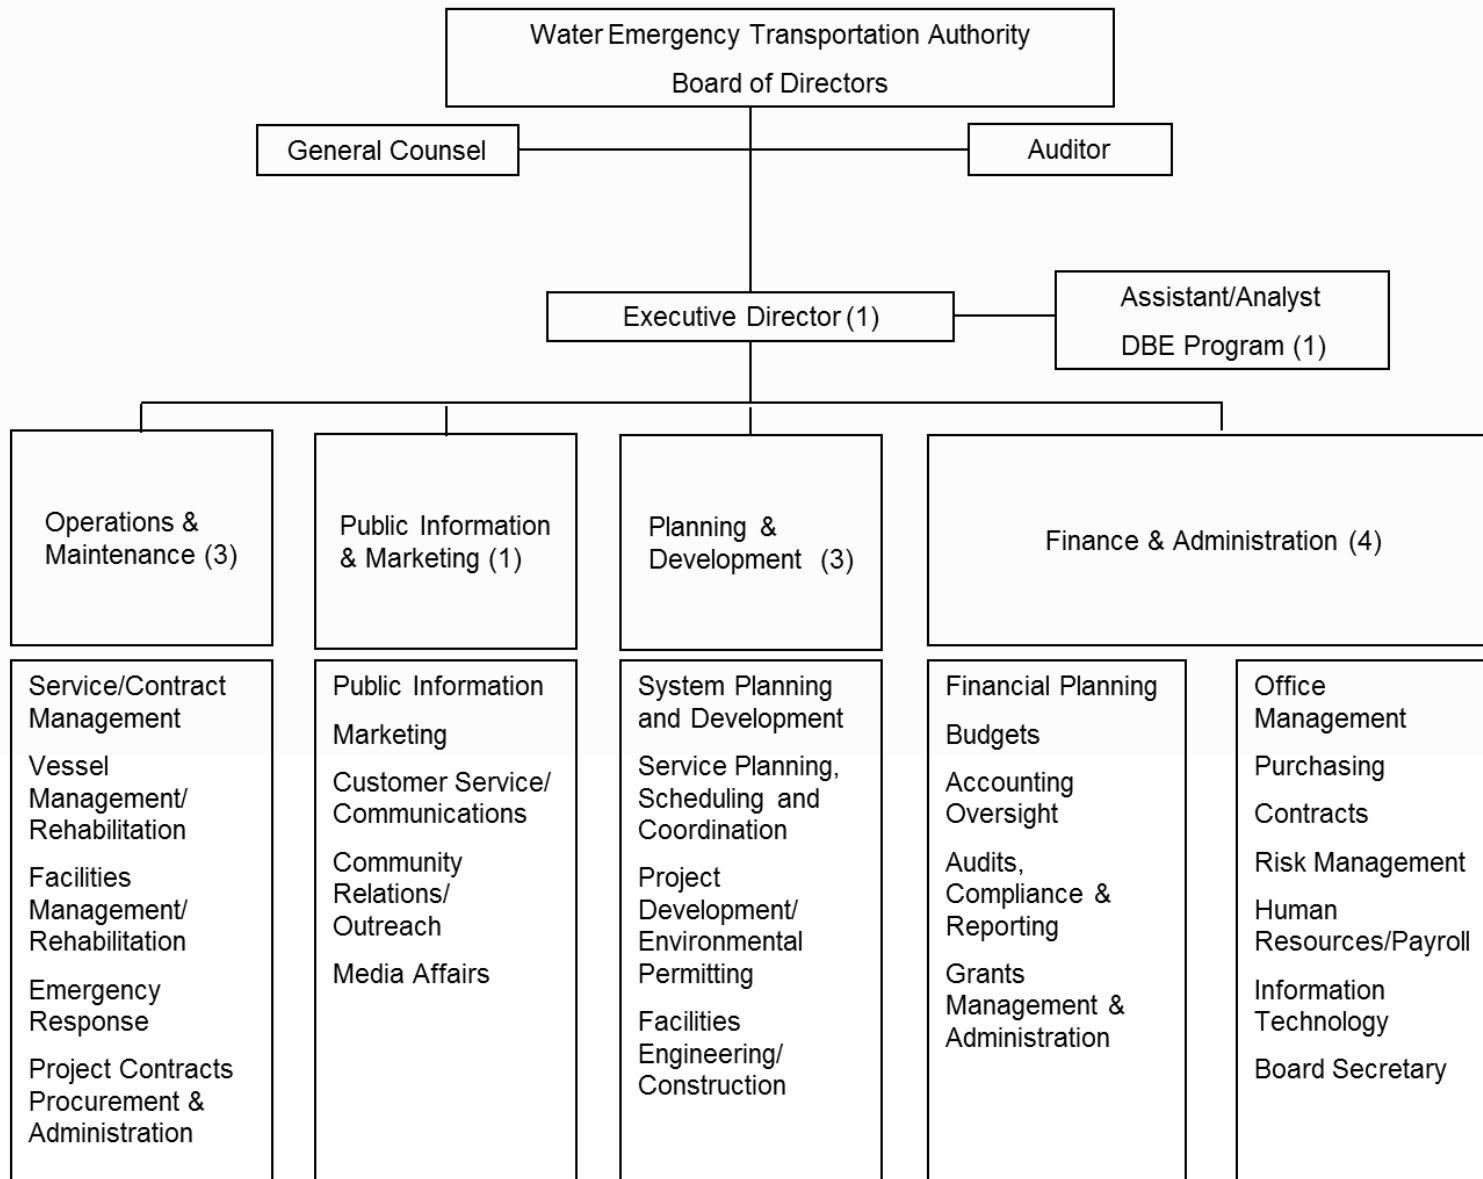 Water Emergency Transportation Authority
Board of Directors
General Counsel
Auditor
Executive Director (1)
Assistant/Analyst
DBE Program (1)
Operations &
Maintenance (3)
Public Information
& Marketing (1)
Planning &
Development (3)
Finance & Administration (4)
Service/Contract
Management
Vessel
Management/
Rehabilitation
Facilities
Management/
Rehabilitation
Emergency
Response
Project Contracts
Procurement &
Administration
Public Information
Marketing
Customer Service/
Communications
Community
Relations/
Outreach
Media Affairs
System Planning
and Development
Service Planning,
Scheduling and
Coordination
Project
Development/
Environmental
Permitting
Facilities
Engineering/
Construction
Financial Planning
Budgets
Accounting
Oversight
Audits,
Compliance &
Reporting
Grants
Management &
Administration
Office
Management
Purchasing
Contracts
Risk Management
Human
Resources/Payroll
Information
Technology
Board Secretary